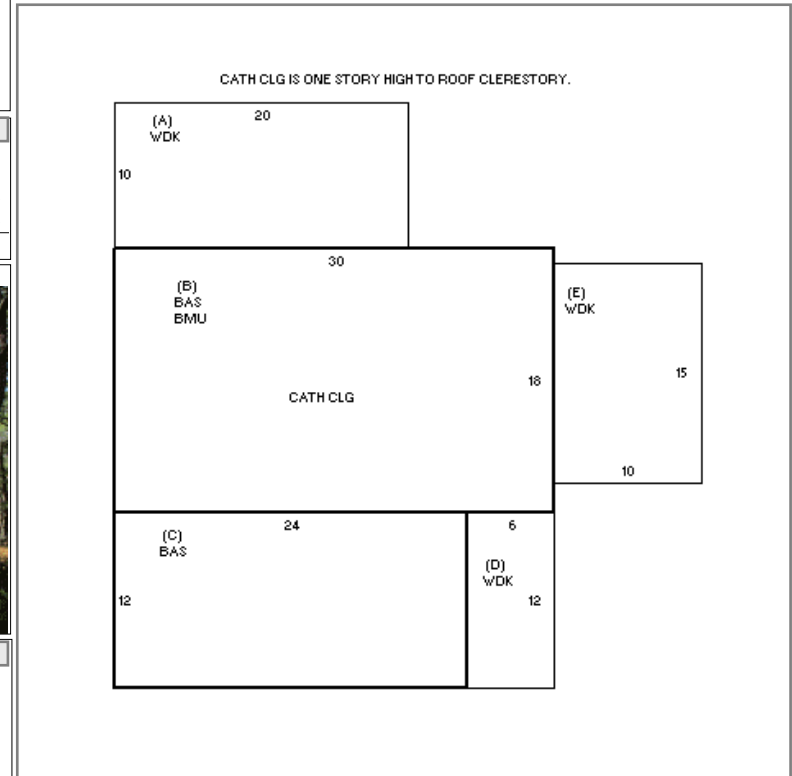 CATH CLG IS ONE STORY HIGH TO ROOF CLERESTORY.
(A)
WDK
20
10
30
(B)
BAS
BMU
CATH CLG
18
(E)
WDK
15
10
(C)
BAS
24
12
6
(D)
WDK
12